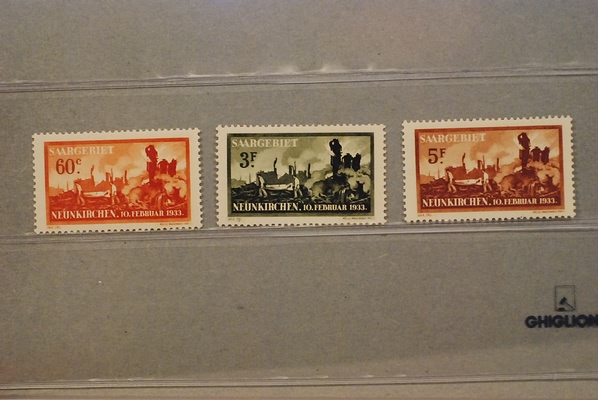 SAARGEBIET
60c.
NEUNKIRCHEN, 10. FEBRUAR 1933.
SAARGEBIET
3F
NEUNKIRCHEN, 10. FEBRUAR 1933.
SAARGEBIET
5F.
NEUNKIRCHEN, 10. FEBRUAR 1933.
GHIGLION